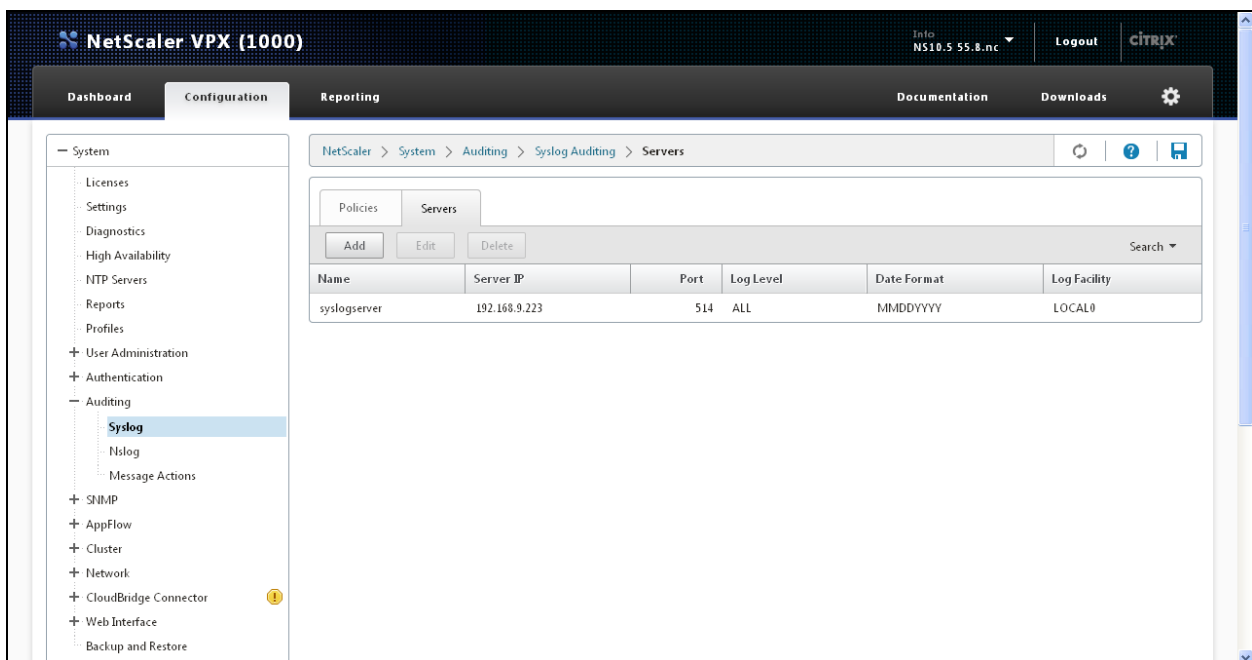 NetScaler VPX (1000)
Info
NS10.5 55.8.nc
Logout
CITRIX
Dashboard Configuration Reporting Documentation Downloads
System
Licenses
Settings
Diagnostics
High Availability
NTP Servers
Reports
Profiles
User Administration
Authentication
Auditing
Syslog
Nslog
Message Actions
SNMP
AppFlow
Cluster
Network
CloudBridge Connector
Web Interface
Backup and Restore
NetScaler > System > Auditing > Syslog Auditing > Servers
Policies Servers
Add Edit Delete Search
Name Server IP Port Log Level Date Format Log Facility
syslogserver 192.168.9.223 514 ALL MMDDYYYY LOCAL0